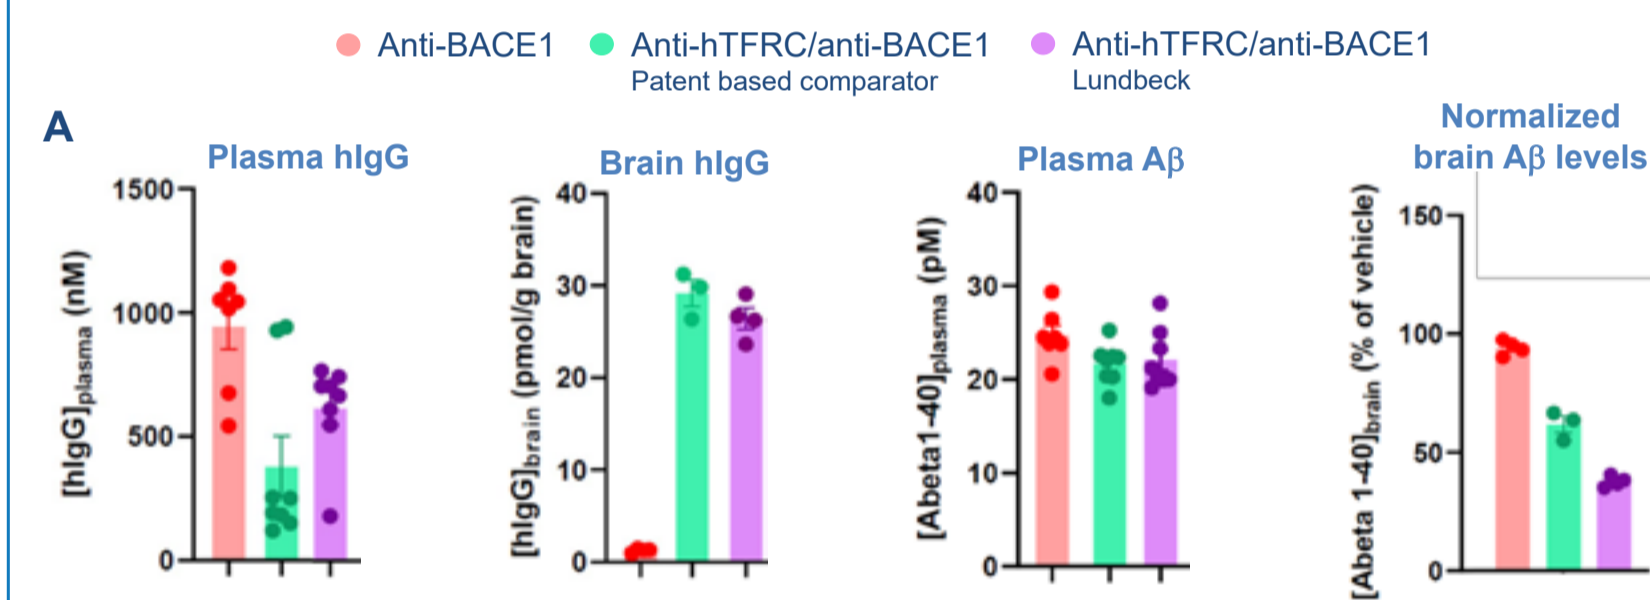 Anti-BACE1
Anti-hTFRC/anti-BACE1
Patent based comparator
Anti-hTFRC/anti-BACE1
Lundbeck
A
Plasma hIgG
[hIgG]plasma (nM)
1500
1000
500
0
Brain hIgG
[hIgG]brain (pmol/g brain)
40
30
20
10
0
Plasma Aβ
[Abeta1-40]plasma (pM)
40
30
20
10
0
Normalized
brain Aβ levels
[Abeta 1-40]brain (% of vehicle)
150
100
50
0